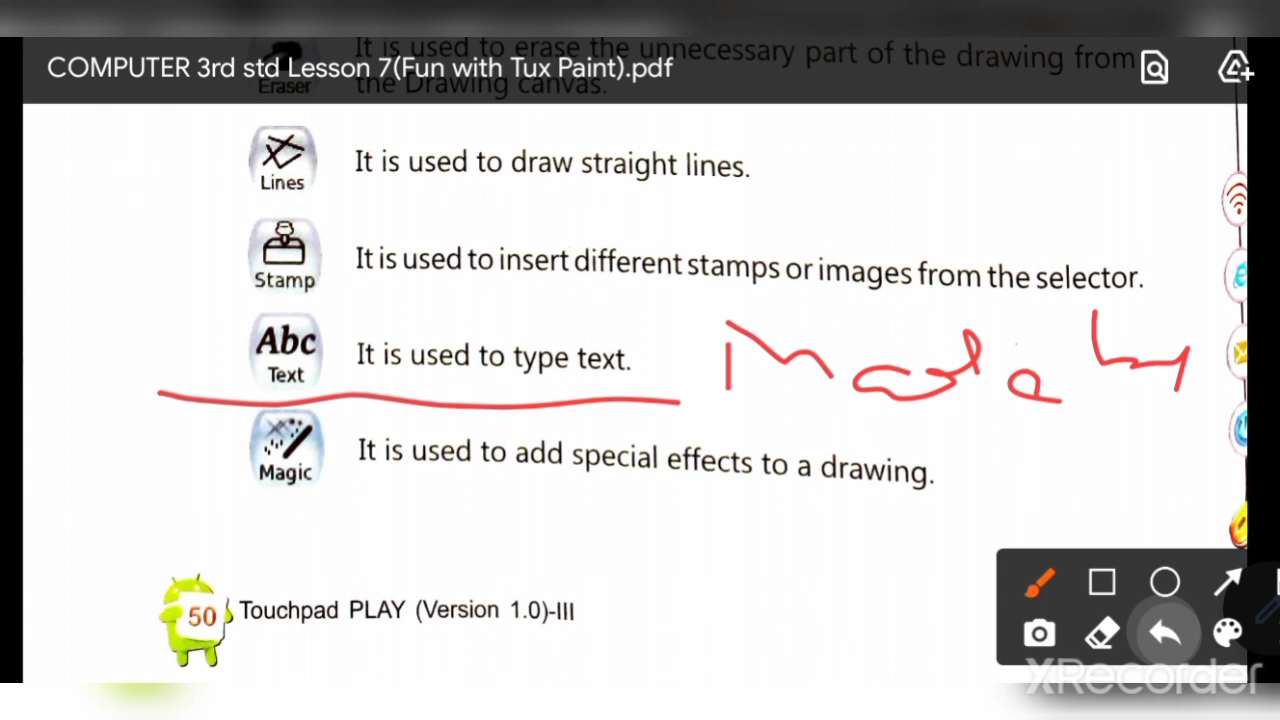 It is used to erase the unnecessary part of the drawing from
COMPUTER 3rd std Lesson 7(Fun with Tux Paint).pdf
Eraser the Drawing canvas.
Lines It is used to draw straight lines.
Stamp It is used to insert different stamps or images from the selector.
Abc
Text It is used to type text.
Magic It is used to add special effects to a drawing.
50 Touchpad PLAY (Version 1.0)-III
XRecorder